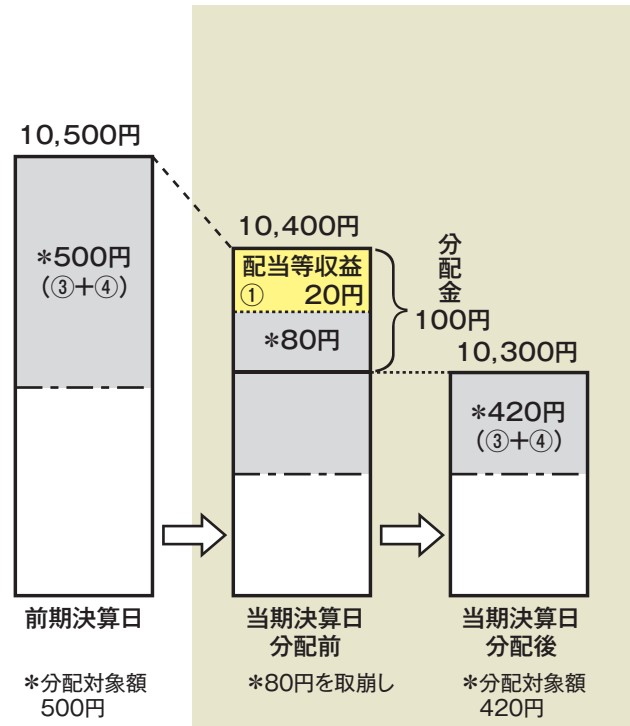 10,500円
*500円
(③+④)
前期決算日
*分配対象額
500円
10,400円
配当等収益
① 20円
*80円
分配金
100円
当期決算日
分配前
*80円を取崩し
10,300円
*420円
(③+④)
当期決算日
分配後
*分配対象額
420円